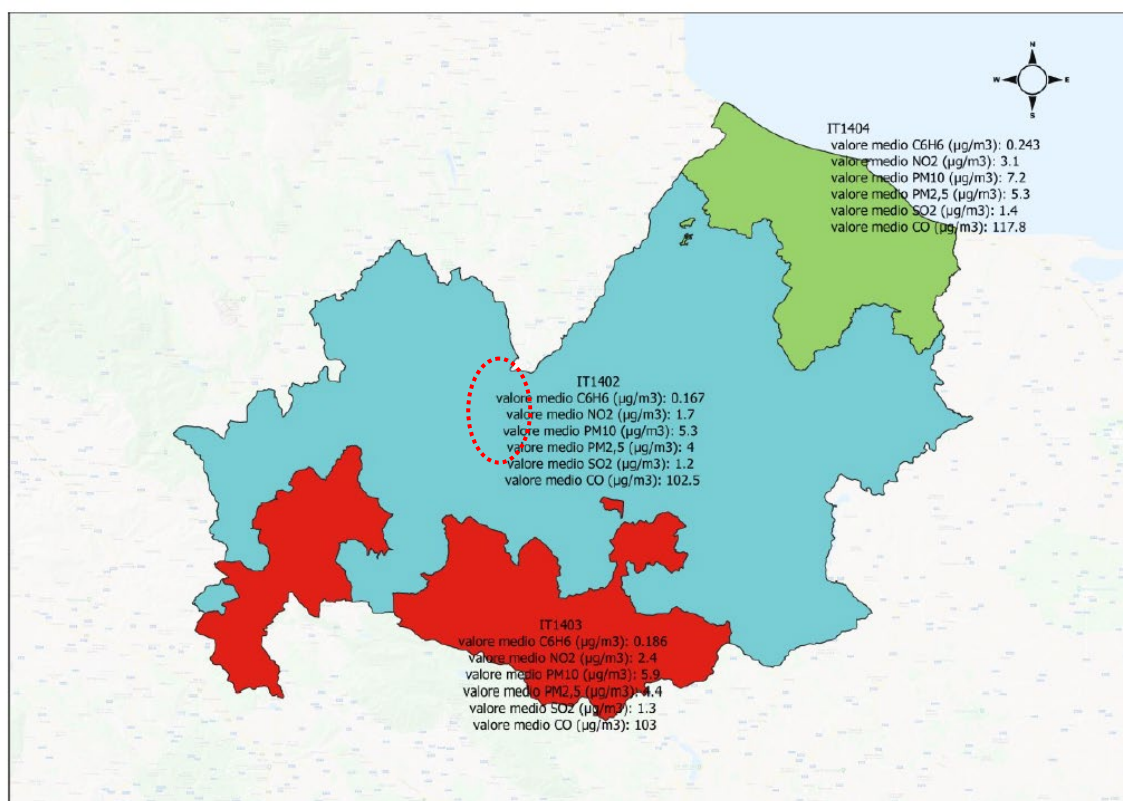 N
W E
S
IT1404
valore medio C6H6 (µg/m3): 0.243
valore medio NO2 (µg/m3): 3.1
valore medio PM10 (µg/m3): 7.2
valore medio PM2,5 (µg/m3): 5.3
valore medio SO2 (µg/m3): 1.4
valore medio CO (µg/m3): 117.8
IT1402
valore medio C6H6 (µg/m3): 0.167
valore medio NO2 (µg/m3): 1.7
valore medio PM10 (µg/m3): 5.3
valore medio PM2,5 (µg/m3): 4
valore medio SO2 (µg/m3): 1.2
valore medio CO (µg/m3): 102.5
IT1403
valore medio C6H6 (µg/m3): 0.186
valore medio NO2 (µg/m3): 2.4
valore medio PM10 (µg/m3): 5.9
valore medio PM2,5 (µg/m3): 4.4
valore medio SO2 (µg/m3): 1.3
valore medio CO (µg/m3): 103